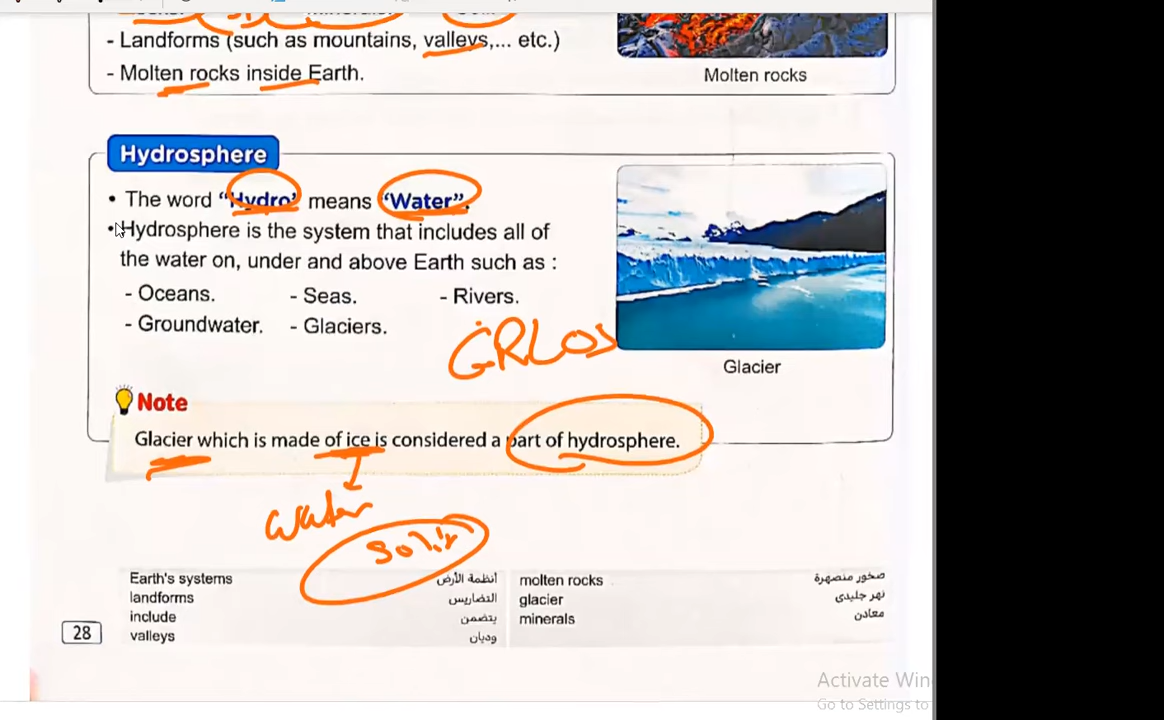 - Landforms (such as mountains, valleys,... etc.)
- Molten rocks inside Earth.
Molten rocks
Hydrosphere
• The word "Hydro" means "Water".
• Hydrosphere is the system that includes all of
the water on, under and above Earth such as :
- Oceans. - Seas. - Rivers.
- Groundwater. - Glaciers.
GRLOS
Glacier
Note
Glacier which is made of ice is considered a part of hydrosphere.
water
Earth's systems أنظمة الأرض molten rocks صخور منصهرة
landforms التضاريس glacier نهر جليدى
include يتضمن minerals معادن
valleys وديان
28
Activate Win
Go to Settings to